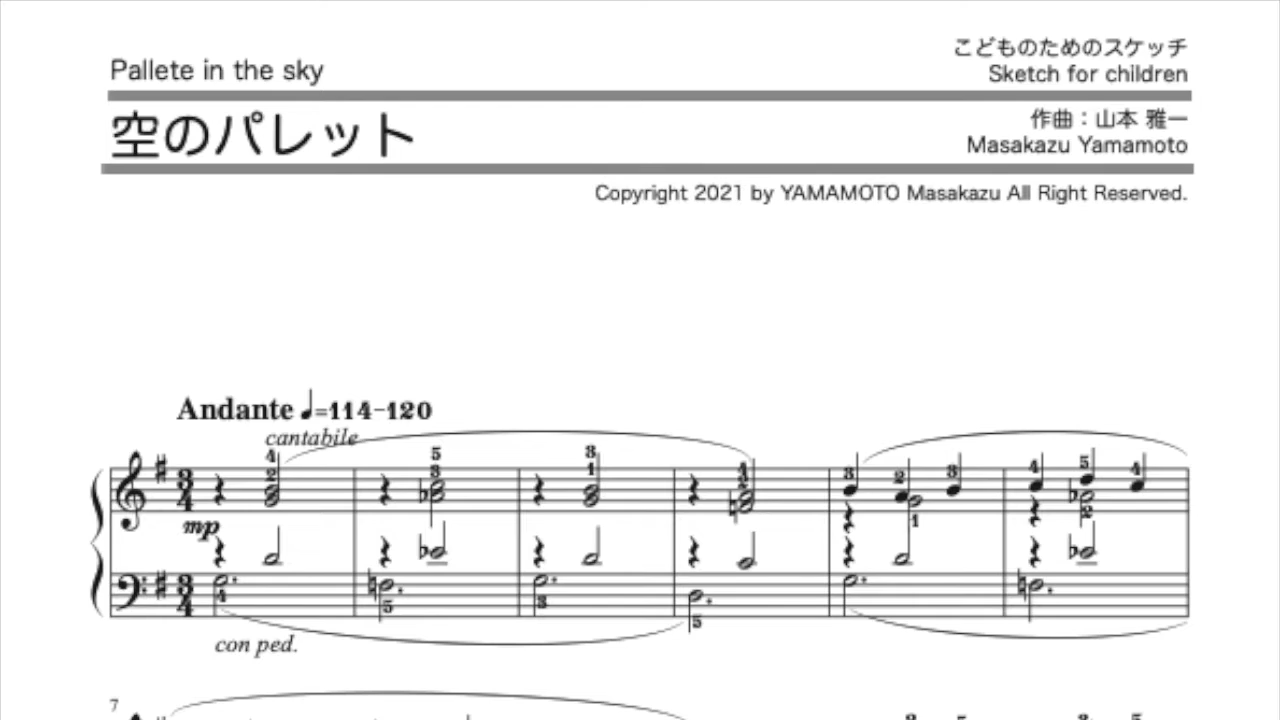 Pallete in the sky
こどものためのスケッチ
Sketch for children
空のパレット
作曲：山本 雅一
Masakazu Yamamoto
Copyright 2021 by YAMAMOTO Masakazu All Right Reserved.
Andante ♩=114-120
cantabile
mp
con ped.
7